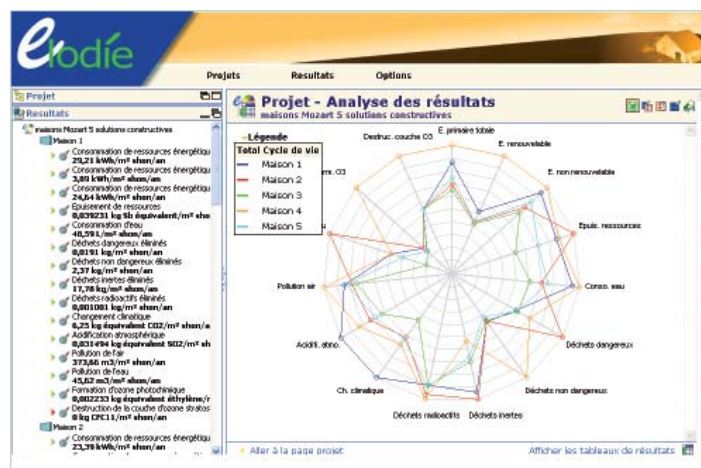 elodie
Projets Resultats Options
Projet
Resultats
maisons Mozart 5 solutions constructives
Maison 1
Consommation de ressources énergétiqu
29,21 kWh/m² shon/an
Consommation de ressources énergétiqu
3,89 kWh/m² shon/an
Consommation de ressources énergétiqu
24,64 kWh/m² shon/an
Epuisement de ressources
0,039231 kg Sb équivalent/m² sho
Consommation d'eau
48,59l/m² shon/an
Déchets dangereux éliminés
0,0191 kg/m² shon/an
Déchets non dangereux éliminés
2,37 kg/m² shon/an
Déchets inertes éliminés
17,78 kg/m² shon/an
Déchets radioactifs éliminés
0,001001 kg/m² shon/an
Changement climatique
6,25 kg équivalent CO2/m² shon/a
Acidification atmosphérique
0,031494 kg équivalent SO2/m² sh
Pollution de l'air
373,66 m3/m² shon/an
Pollution de l'eau
45,62 m3/m² shon/an
Formation d'ozone photochimique
0,002233 kg équivalent éthylène/r
Destruction de la couche d'ozone stratos
0 kg CFC11/m² shon/an
Maison 2
Consommation de ressources énergétiqu
23,39 kWh/m² shon/an
Projet - Analyse des résultats
maisons Mozart 5 solutions constructives
Légende
Total Cycle de vie
Maison 1
Maison 2
Maison 3
Maison 4
Maison 5
E. primaire totale
E. renouvelable
E. non renouvelable
Epuis. ressources
Conso. eau
Déchets dangereux
Déchets non dangereux
Déchets inertes
Déchets radioactifs
Ch. climatique
Acidifi. atmo.
Pollution air
O3
Destruc. couche O3
Aller à la page projet
Afficher les tableaux de résultats